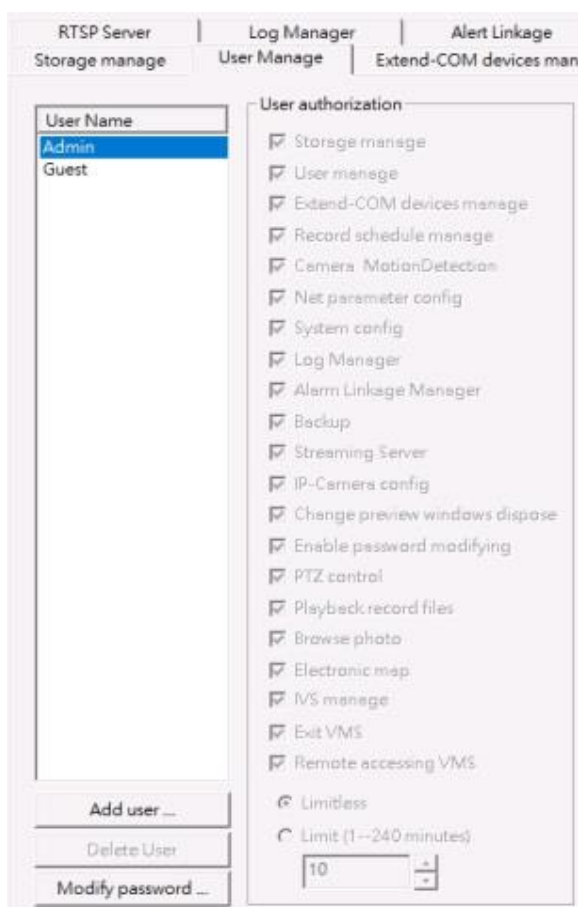 RTSP Server Log Manager Alert Linkage
Storage manage User Manage Extend-COM devices man
User Name
Admin
Guest
Add user ...
Delete User
Modify password ...
User authorization
Storage manage
User manage
Extend-COM devices manage
Record schedule manage
Camera MotionDetection
Net parameter config
System config
Log Manager
Alarm Linkage Manager
Backup
Streaming Server
IP-Camera config
Change preview windows dispose
Enable password modifying
PTZ control
Playback record files
Browse photo
Electronic map
IVS manage
Exit VMS
Remote accessing VMS
Limitless
Limit (1--240 minutes)
10